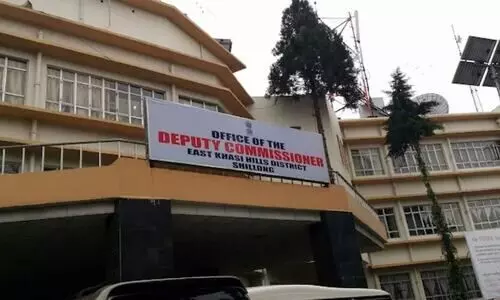 OFFICE OF THE
DEPUTY COMMISSIONER
EAST KHASI HILLS DISTRICT
SHILLONG